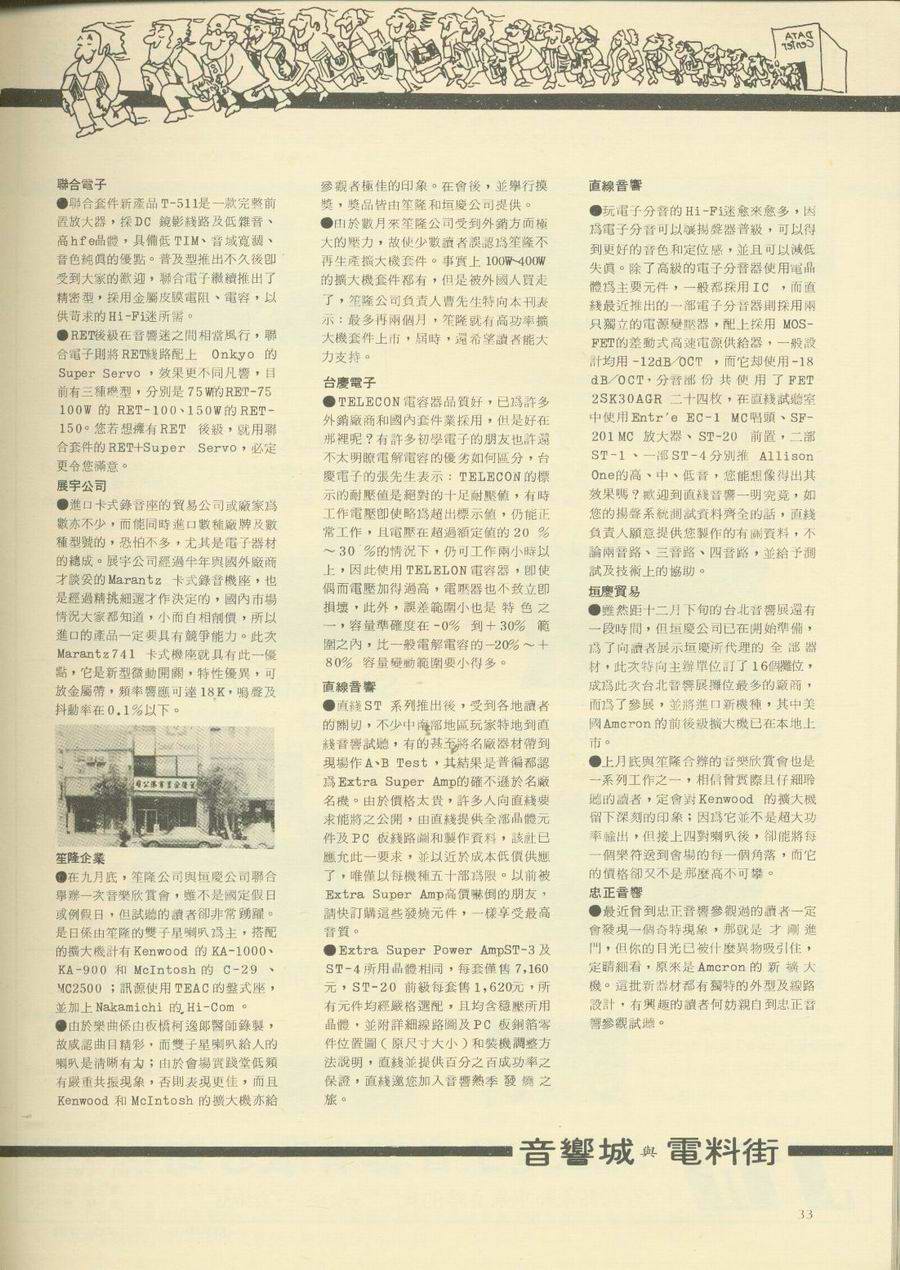 DATA
Center
聯合電子
●聯合套件新產品T-511是一款完整前
置放大器，採DC 鏡影綫路及低雜音、
高hfe晶體，具備低TIM、音域寬裝、
音色純眞的優點。普及型推出不久後卽
受到大家的歡迎，聯合電子繼續推出了
精密型，採用金屬皮膜電阻、電容，以
供苛求的Hi-Fi迷所需。
●RET後級在音響迷之間相當風行，聯
合電子則將RET綫路配上 Onkyo 的
Super Servo ，效果更不同凡響，目
前有三種機型，分別是75W的RET-75
100W 的 RET-100、150W的RET-
150。您若想擁有RET 後級，就用聯
合套件的RET+Super Servo，必定
更令您滿意。
展宇公司
●進口卡式錄音座的貿易公司或廠家爲
數亦不少，而能同時進口數種廠牌及數
種型號的，恐怕不多，尤其是電子器材
的總成。展宇公司經過半年與國外廠商
才談妥的Marantz 卡式錄音機座，也
是經過精挑細選才作決定的，國內市場
情況大家都知道，小而自相削價，所以
進口的產品一定要具有競爭能力。此次
Marantz741 卡式機座就具有此一優
點，它是新型微動開關，特性優異，可
放金屬帶，頻率響應可達18K，鳴聲及
抖動率在0.1%以下。
笙隆企業
●在九月底，笙隆公司與垣慶公司聯合
舉辦一次音樂欣賞會，雖不是國定假日
或例假日，但試聽的讀者卻非常踴躍。
是日係由笙隆的雙子星喇叭爲主，搭配
的擴大機計有Kenwood 的KA-1000、
KA-900 和 McIntosh 的 C-29 、
MC2500 ；訊源使用TEAC的盤式座，
並加上Nakamichi 的 Hi-Com 。
●由於樂曲係由板橋柯逸郎醫師錄製，
故咸認曲目精彩，而雙子星喇叭給人的
喇叭是清晰有力；由於會場實踐堂低頻
有嚴重共振現象，否則表現更佳，而且
Kenwood 和 McIntosh 的擴大機亦給
參觀者極佳的印象。在會後，並舉行摸
獎，獎品皆由笙隆和垣慶公司提供。
●由於數月來笙隆公司受到外銷方面極
大的壓力，故使少數讀者誤認爲笙隆不
再生產擴大機套件。事實上100W~400W
的擴大機套件都有，但是被外國人買走
了，笙隆公司負責人曹先生特向本刊表
示：最多再兩個月，笙隆就有高功率擴
大機套件上市，屆時，還希望讀者能大
力支持。
台慶電子
●TELECON電容器品質好，已爲許多
外銷廠商和國內套件業採用，但是好在
那裡呢？有許多初學電子的朋友也許還
不太明瞭電解電容的優劣如何區分，台
慶電子的張先生表示：TELECON的標
示的耐壓值是絕對的十足耐壓値，有時
工作電壓卽使略爲超出標示値，仍能正
常工作，且電壓在超過額定値的20 %
～30 %的情況下，仍可工作兩小時以
上，因此使用TELELON電容器，卽使
偶而電壓加得過高，電容器也不致立卽
損壞，此外，誤差範圍小也是 特 色 之
一，容量準確度在-0% 到+30% 範
圍之內，比一般電解電容的-20%～+
80% 容量變動範圍要小得多。
直線音響
●直綫ST 系列推出後，受到各地讀者
的關切，不少中南部地區玩家特地到直
綫音響試聽，有的甚至將名廠器材帶到
現場作A、B Test，其結果是普徧都認
爲Extra Super Amp的確不遜於名廠
名機。由於價格太貴，許多人向直綫要
求能將之公開，由直綫提供全部晶體元
件及PC 板綫路圖和製作資料，該社已
應允此一要求，並以近於成本低價供應
了，唯僅以每機種五十部爲限。以前被
Extra Super Amp高價嚇倒的朋友，
請快訂購這些發燒元件，一樣享受最高
音質。
●Extra Super Power AmpST-3及
ST-4所用晶體相同，每套僅售7,160
元，ST-20 前級每套售1,620元，所
有元件均經嚴格選配，且均含穩壓所用
晶體，並附詳細線路圖及PC 板銅箔零
件位置圖（原尺寸大小）和裝機調整方
法說明，直綫並提供百分之百成功率之
保證，直綫邀您加入音響熱季 發 燒 之
旅。
直線音響
●玩電子分音的Hi-Fi迷愈來愈多，因
爲電子分音可以讓揚聲器晉級，可以得
到更好的音色和定位感，並且可以減低
失眞。除了高級的電子分音器使用電晶
體爲主要元件，一般都採用IC ，而直
綫最近推出的一部電子分音器則採用兩
只獨立的電源變壓器，配上採用 MOS-
FET的差動式高速電源供給器，一般設
計均用 -12dB/OCT ，而它却使用-18
dB/OCT，分音部 份 共 使 用 了 FET
2SK30AGR 二十四枚，在直綫試聽室
中使用Entr'e EC-1 MC唱頭、SF-
201MC 放大器、ST-20 前置，二部
ST-1 、一部ST-4分別推 Allison
One的高、中、低音，您能想像得出其
效果嗎？歡迎到直綫音響一明究竟，如
您的揚聲系統測試資料齊全的話，直綫
負責人願意提供您製作的有關資料，不
論兩音路、三音路、四音路，並給予測
試及技術上的協助。
垣慶貿易
●雖然距十二月下旬的台北音響展還有
一段時間，但垣慶公司已在開始準備，
爲了向讀者展示垣慶所代理的 全 部 器
材，此次特向主辦單位訂了16個攤位，
成爲此次台北音響展攤位最多的廠商，
而爲了參展，並將進口新機種，其中美
國Amcron的前後級擴大機已在本地上
市。
●上月底與笙隆合辦的音樂欣賞會也是
一系列工作之一，相信曾實際且仔細聆
聽的讀者，定會對Kenwood 的擴大機
留下深刻的印象；因爲它並不是超大功
率輸出，但接上四對喇叭後，卻能將每
一個樂符送到會場的每一個角落，而它
的價格卻又不是那麼高不可攀。
忠正音響
●最近曾到忠正音響參觀過的讀者一定
會發現一個奇特現象，那就是 才 剛 進
門，但你的目光已被什麼異物吸引住，
定睛細看，原來是Amcron的 新 擴 大
機。這批新器材都有獨特的外型及線路
設計，有興趣的讀者何妨親自到忠正音
響參觀試聽。
音響城與電料街
33